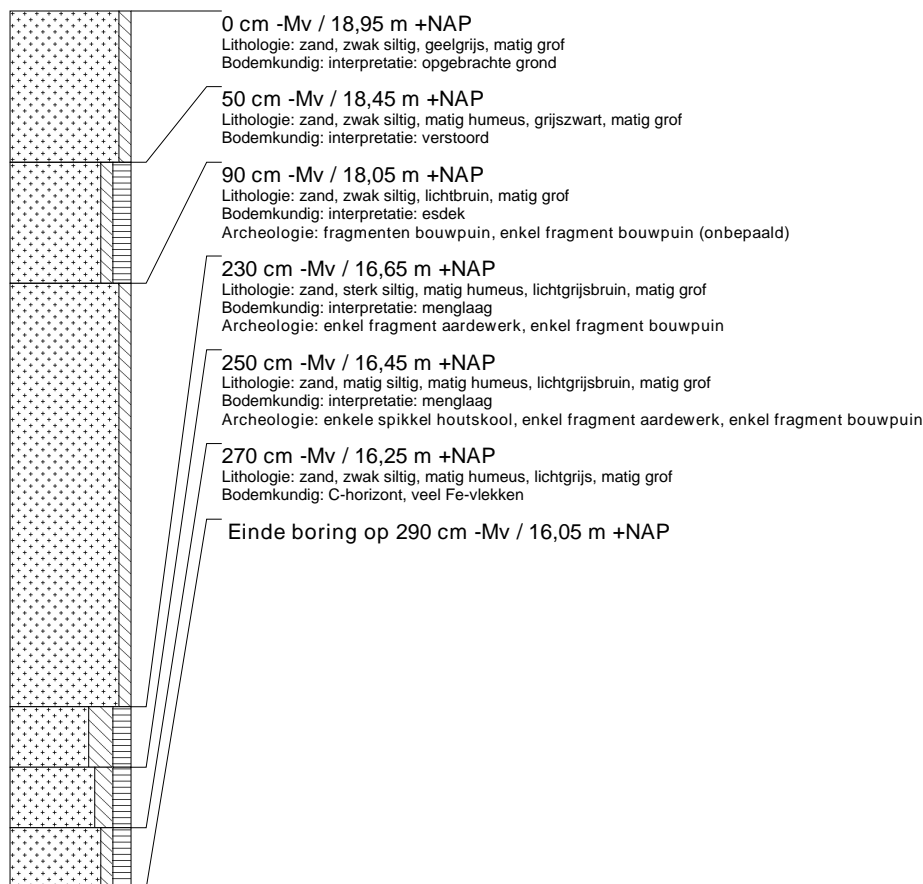 0 cm -Mv / 18,95 m +NAP
Lithologie: zand, zwak siltig, geelgrijs, matig grof
Bodemkundig: interpretatie: opgebrachte grond
50 cm -Mv / 18,45 m +NAP
Lithologie: zand, zwak siltig, matig humeus, grijszwart, matig grof
Bodemkundig: interpretatie: verstoord
90 cm -Mv / 18,05 m +NAP
Lithologie: zand, zwak siltig, lichtbruin, matig grof
Bodemkundig: interpretatie: esdek
Archeologie: fragmenten bouwpuin, enkel fragment bouwpuin (onbepaald)
230 cm -Mv / 16,65 m +NAP
Lithologie: zand, sterk siltig, matig humeus, lichtgrijsbruin, matig grof
Bodemkundig: interpretatie: menglaag
Archeologie: enkel fragment aardewerk, enkel fragment bouwpuin
250 cm -Mv / 16,45 m +NAP
Lithologie: zand, matig siltig, matig humeus, lichtgrijsbruin, matig grof
Bodemkundig: interpretatie: menglaag
Archeologie: enkele spikkel houtskool, enkel fragment aardewerk, enkel fragment bouwpuin
270 cm -Mv / 16,25 m +NAP
Lithologie: zand, zwak siltig, matig humeus, lichtgrijs, matig grof
Bodemkundig: C-horizont, veel Fe-vlekken
Einde boring op 290 cm -Mv / 16,05 m +NAP